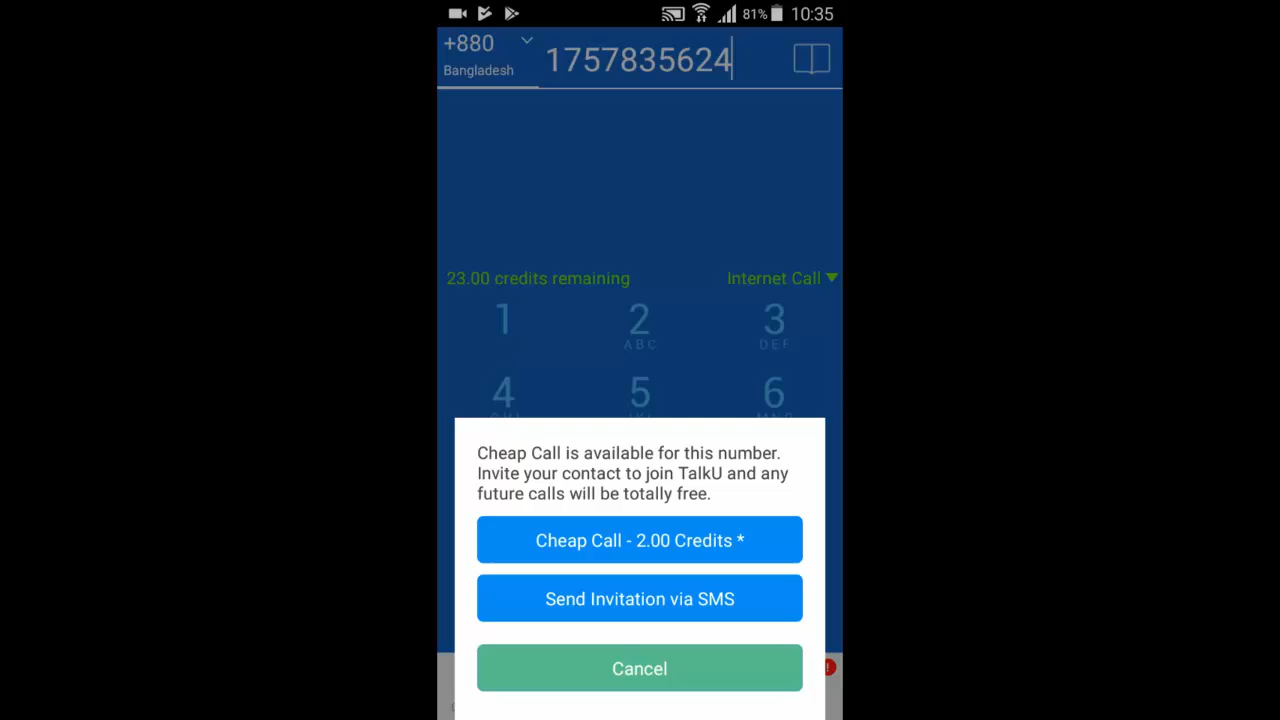 81% 10:35
+880
1757835624
Bangladesh
23.00 credits remaining Internet Call
1 2 3
ABC DEF
4 5 6
Cheap Call is available for this number.
Invite your contact to join TalkU and any
future calls will be totally free.
Cheap Call - 2.00 Credits *
Send Invitation via SMS
Cancel
!